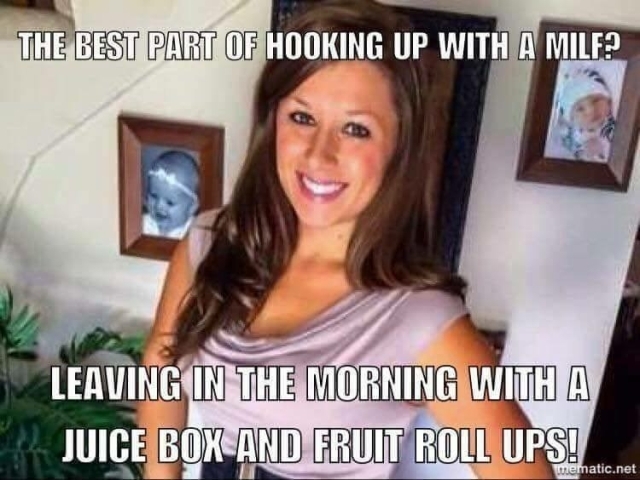 THE BEST PART OF HOOKING UP WITH A MILF?
LEAVING IN THE MORNING WITH A
JUICE BOX AND FRUIT ROLL UPS!
mematic.net